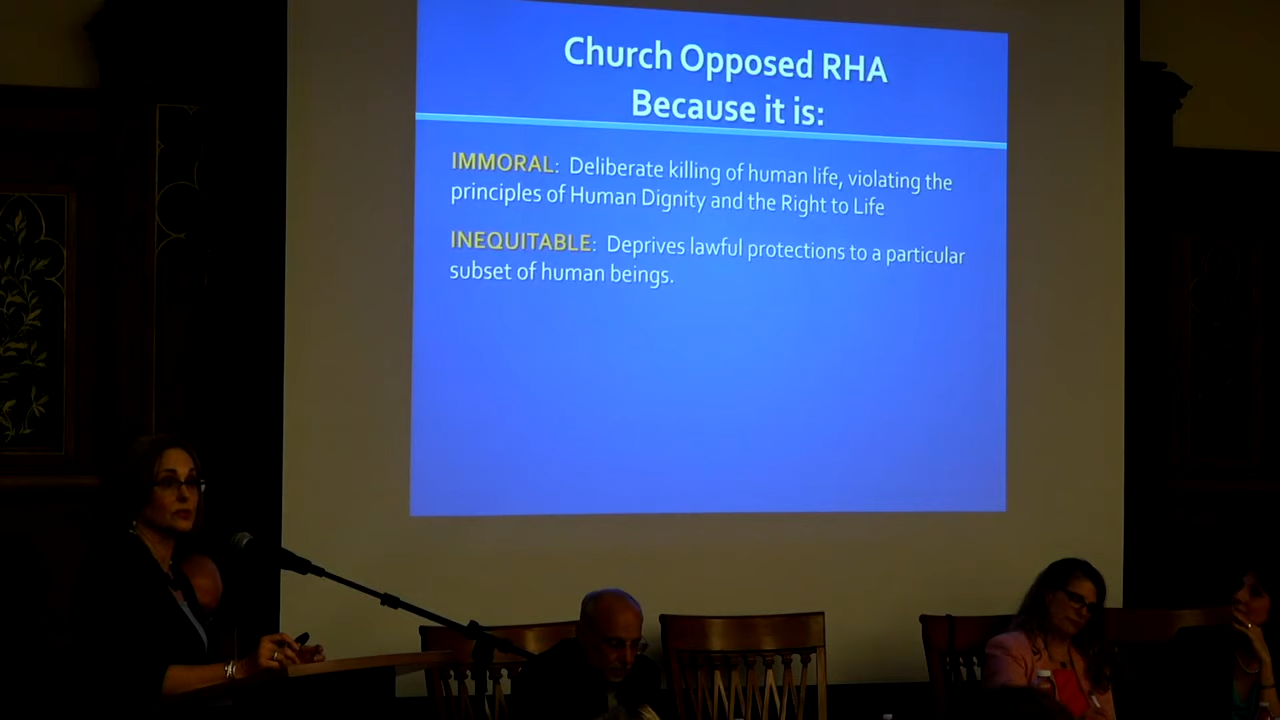 Church Opposed RHA
Because it is:
IMMORAL: Deliberate killing of human life, violating the
principles of Human Dignity and the Right to Life
INEQUITABLE: Deprives lawful protections to a particular
subset of human beings.